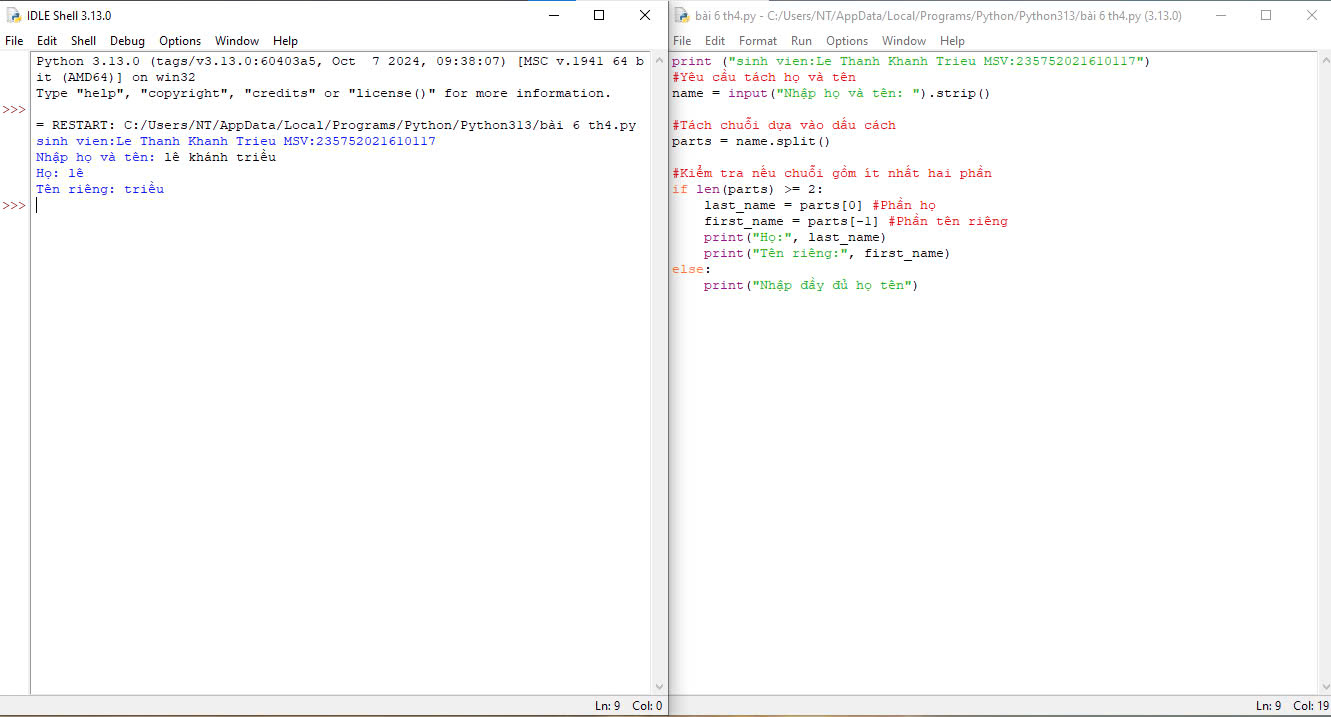 IDLE Shell 3.13.0
File Edit Shell Debug Options Window Help
Python 3.13.0 (tags/v3.13.0:60403a5, Oct  7 2024, 09:38:07) [MSC v.1941 64 b
it (AMD64)] on win32
Type "help", "copyright", "credits" or "license()" for more information.
>>>
= RESTART: C:/Users/NT/AppData/Local/Programs/Python/Python313/bài 6 th4.py
sinh vien:Le Thanh Khanh Trieu MSV:235752021610117
Nhập họ và tên: lê khánh triều
Họ: lê
Tên riêng: triều
>>>
Ln: 9 Col: 0
bài 6 th4.py - C:/Users/NT/AppData/Local/Programs/Python/Python313/bài 6 th4.py (3.13.0)
File Edit Format Run Options Window Help
print ("sinh vien:Le Thanh Khanh Trieu MSV:235752021610117")
#Yêu cầu tách họ và tên
name = input("Nhập họ và tên: ").strip()
#Tách chuỗi dựa vào dấu cách
parts = name.split()
#Kiểm tra nếu chuỗi gồm ít nhất hai phần
if len(parts) >= 2:
    last_name = parts[0] #Phần họ
    first_name = parts[-1] #Phần tên riêng
    print("Họ:", last_name)
    print("Tên riêng:", first_name)
else:
    print("Nhập đầy đủ họ tên")
Ln: 9 Col: 19